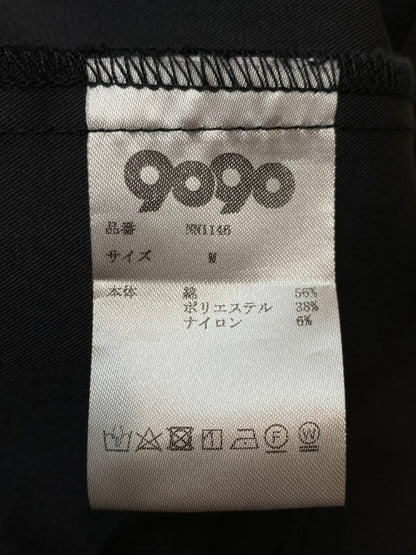 9090
品番 NN1146
サイズ M
本体 綿 56%
ポリエステル 38%
ナイロン 6%
F W